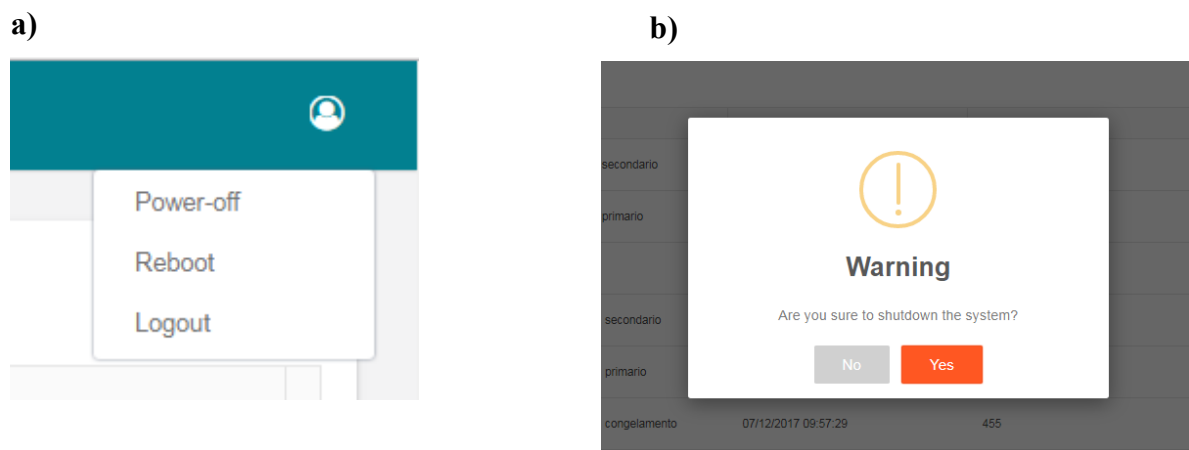 a)
Power-off
Reboot
Logout
b)
secondario
primario
Warning
Are you sure to shutdown the system?
secondario
No Yes
primario
congelamento 07/12/2017 09:57:29 455